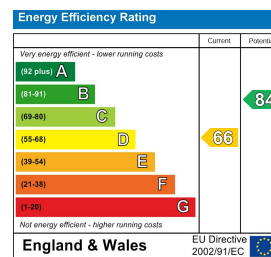 Energy Efficiency Rating
Current
Potenti
Very energy efficient - lower running costs
(92 plus) A
(81-91) B
84
(69-80) C
(55-68) D
66
(39-54) E
(21-38) F
(1-20) G
Not energy efficient - higher running costs
England & Wales
EU Directive
2002/91/EC